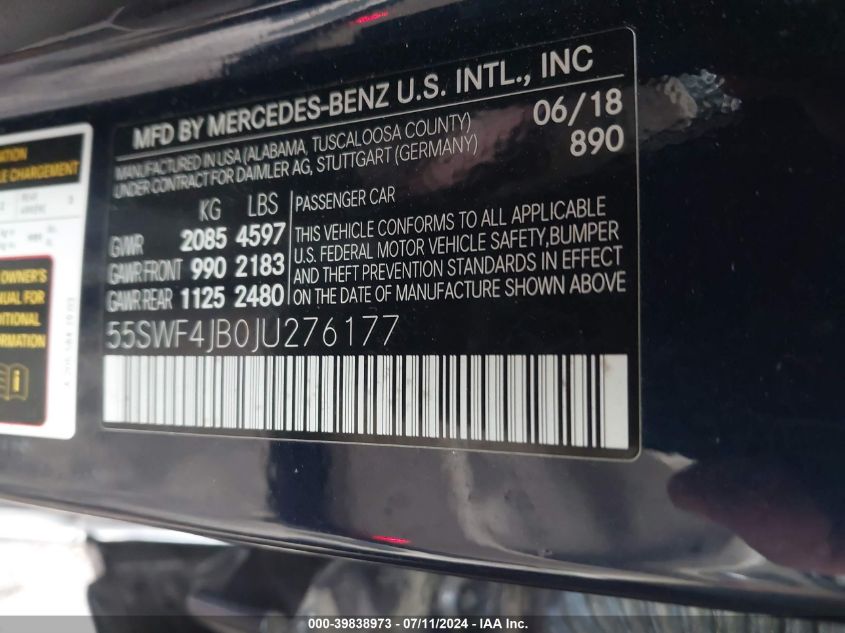 MFD BY MERCEDES-BENZ U.S. INTL., INC
MANUFACTURED IN USA (ALABAMA, TUSCALOOSA COUNTY)
UNDER CONTRACT FOR DAIMLER AG, STUTTGART (GERMANY)
06/18
890
KG LBS
GVWR 2085 4597
GAWR FRONT 990 2183
GAWR REAR 1125 2480
PASSENGER CAR
THIS VEHICLE CONFORMS TO ALL APPLICABLE
U.S. FEDERAL MOTOR VEHICLE SAFETY,BUMPER
AND THEFT PREVENTION STANDARDS IN EFFECT
ON THE DATE OF MANUFACTURE SHOWN ABOVE
55SWF4JB0JU276177
CHARGEMENT
OWNER'S
FOR
000-39838973 - 07/11/2024 - IAA Inc.